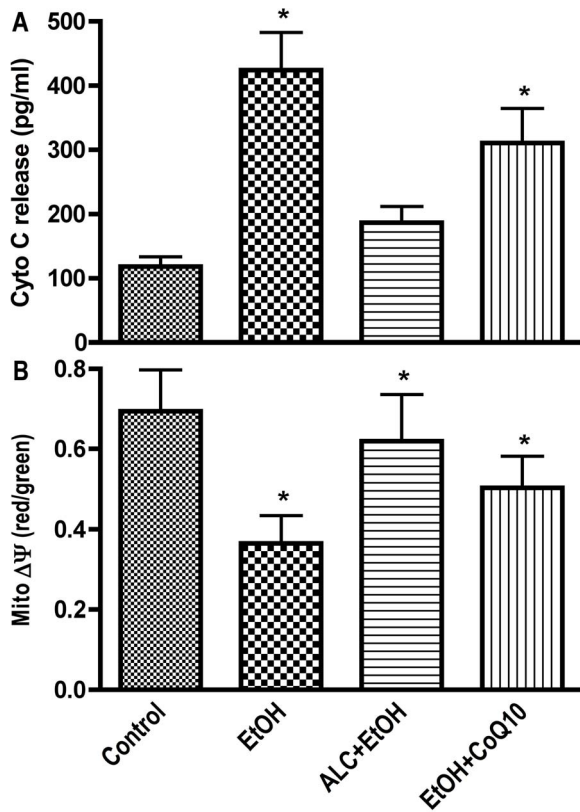 A
Cyto C release (pg/ml)
500
400
300
200
100
0
*
*
B
Mito ΔΨ (red/green)
0.8
0.6
0.4
0.2
0.0
*
*
*
Control
EtOH
ALC+EtOH
EtOH+CoQ10